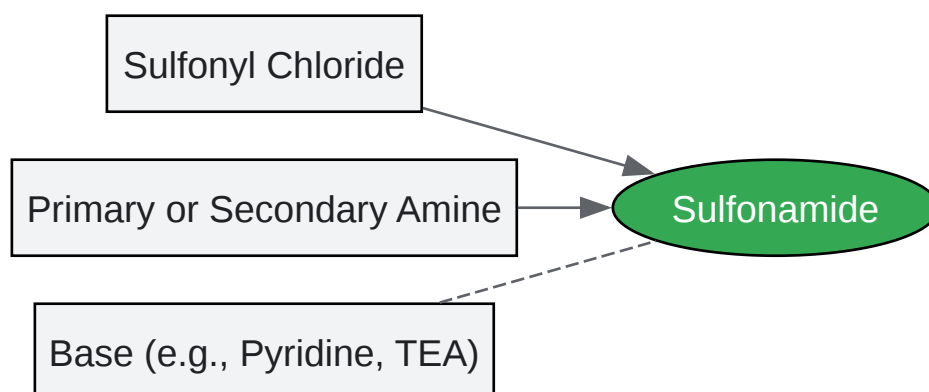 Sulfonyl Chloride
Primary or Secondary Amine
Sulfonamide
Base (e.g., Pyridine, TEA)